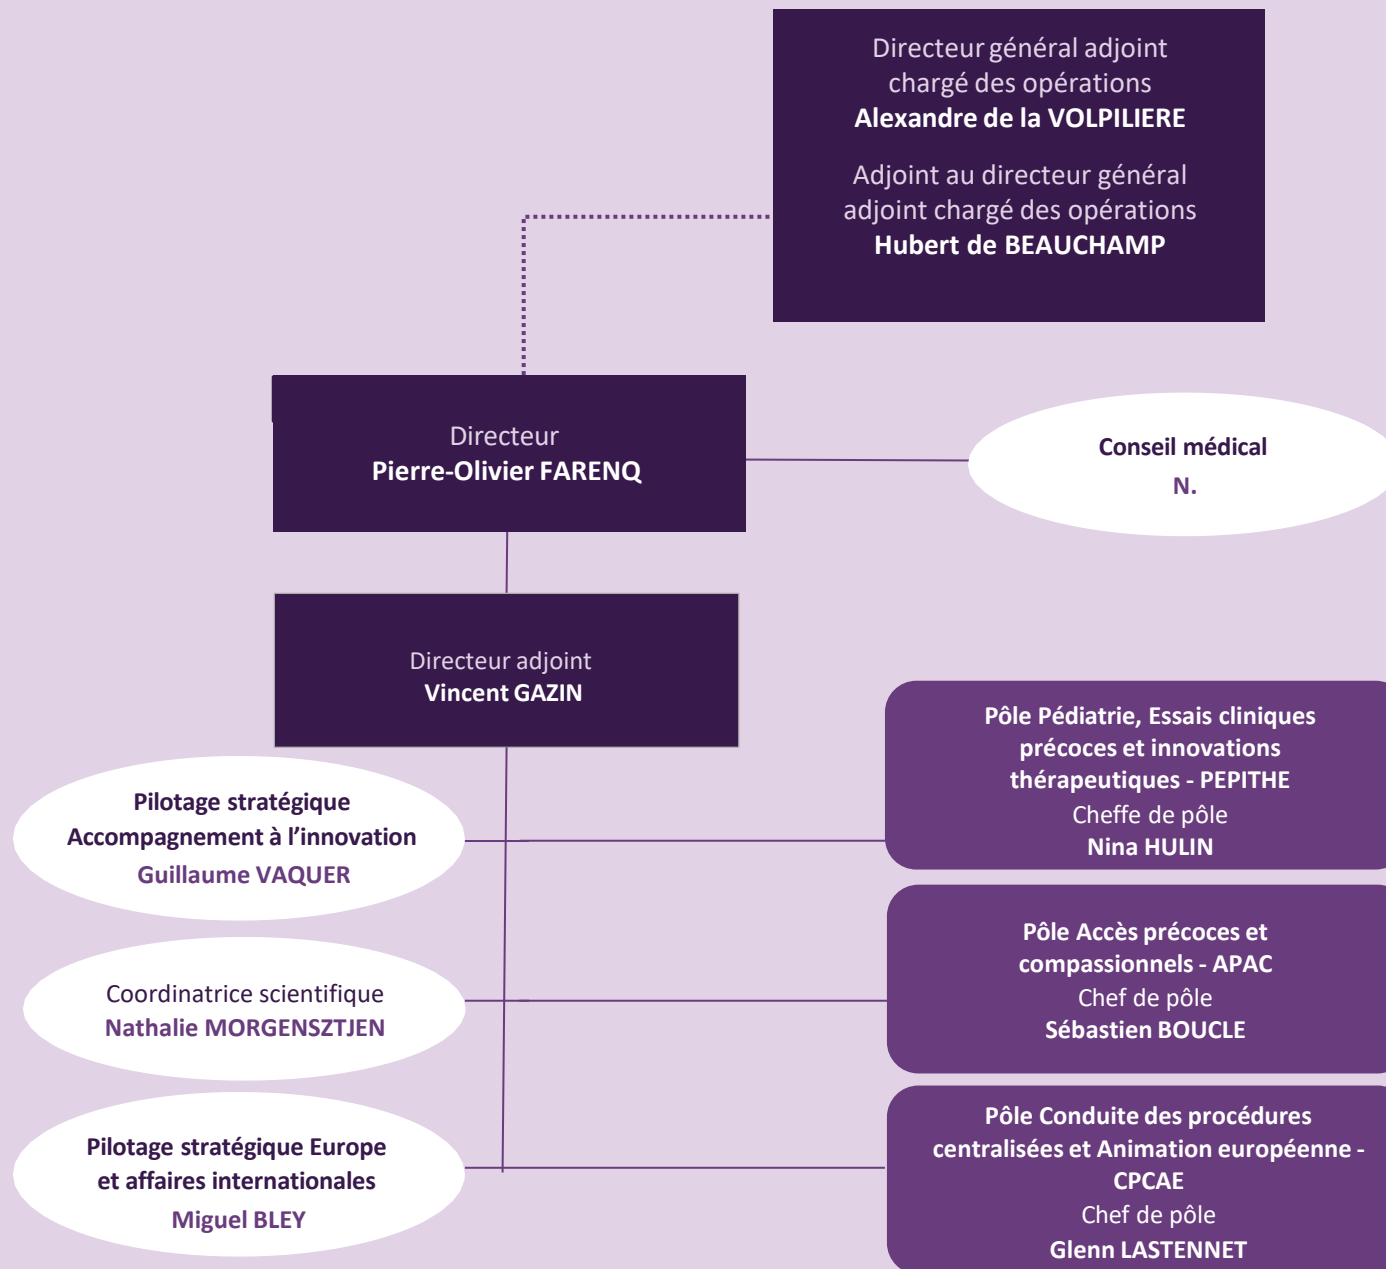 Directeur général adjoint
chargé des opérations
Alexandre de la VOLPILIERE
Adjoint au directeur général
adjoint chargé des opérations
Hubert de BEAUCHAMP
Directeur
Pierre-Olivier FARENQ
Conseil médical
N.
Directeur adjoint
Vincent GAZIN
Pilotage stratégique
Accompagnement à l’innovation
Guillaume VAQUER
Pôle Pédiatrie, Essais cliniques
précoces et innovations
thérapeutiques - PEPITHE
Cheffe de pôle
Nina HULIN
Coordinatrice scientifique
Nathalie MORGENSZTJEN
Pôle Accès précoces et
compassionnels - APAC
Chef de pôle
Sébastien BOUCLE
Pilotage stratégique Europe
et affaires internationales
Miguel BLEY
Pôle Conduite des procédures
centralisées et Animation européenne -
CPCAE
Chef de pôle
Glenn LASTENNET